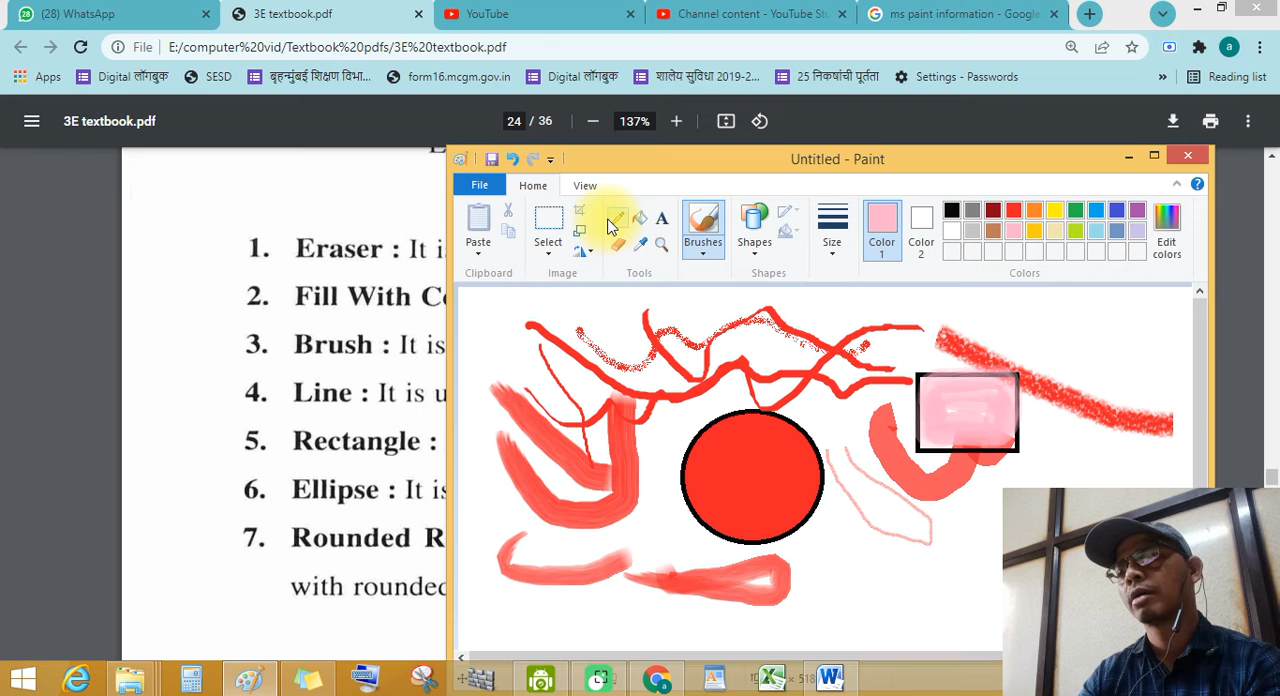 (28) WhatsApp
3E textbook.pdf
YouTube
Channel content - YouTube Stu
ms paint information - Google
File
E:/computer%20vid/Textbook%20pdfs/3E%20textbook.pdf
a
Apps
Digital लॉगबुक
SESD
बृहन्मुंबई शिक्षण विभा...
form16.mcgm.gov.in
Digital लॉगबुक
शालेय सुविधा 2019-2...
25 निकषांची पूर्तता
Settings - Passwords
»
Reading list
3E textbook.pdf
24 / 36
137%
Untitled - Paint
File
Home
View
Paste
Select
A
Brushes
Shapes
Size
Color 1
Color 2
Edit colors
Clipboard
Image
Tools
Shapes
Colors
1. Eraser : It i
2. Fill With Co
3. Brush : It is
4. Line : It is u
5. Rectangle :
6. Ellipse : It is
7. Rounded R
with rounded
× 518